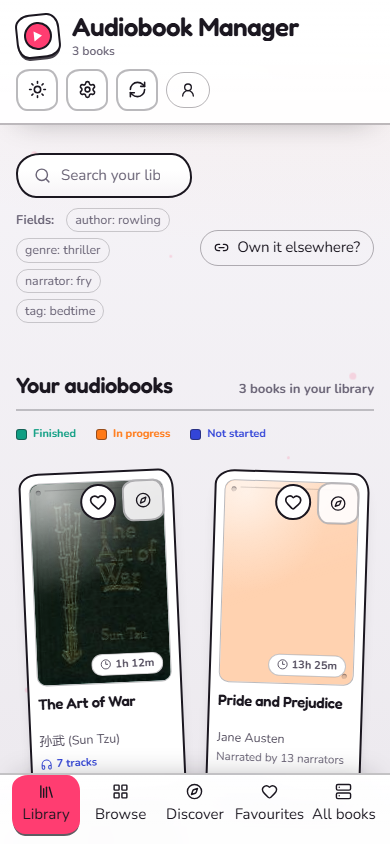 Audiobook Manager
3 books
Search your lib
Fields: author: rowling
genre: thriller
narrator: fry
tag: bedtime
Own it elsewhere?
Your audiobooks
3 books in your library
Finished
In progress
Not started
The
Art of
War
Sun Tzu
1h 12m
13h 25m
The Art of War
孙武 (Sun Tzu)
7 tracks
Pride and Prejudice
Jane Austen
Narrated by 13 narrators
Library
Browse
Discover
Favourites
All books